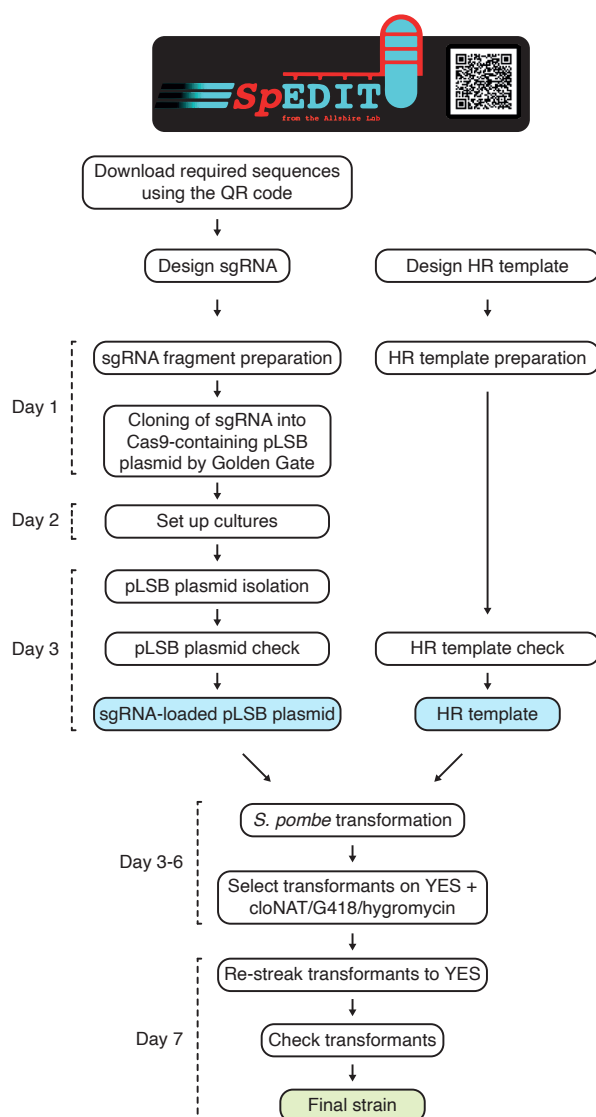 SpEDIT
from the Allshire Lab
Download required sequences
using the QR code
Design sgRNA
Design HR template
Day 1
sgRNA fragment preparation
HR template preparation
Cloning of sgRNA into
Cas9-containing pLSB
plasmid by Golden Gate
Day 2
Set up cultures
Day 3
pLSB plasmid isolation
pLSB plasmid check
HR template check
sgRNA-loaded pLSB plasmid
HR template
Day 3-6
S. pombe transformation
Select transformants on YES +
cloNAT/G418/hygromycin
Day 7
Re-streak transformants to YES
Check transformants
Final strain